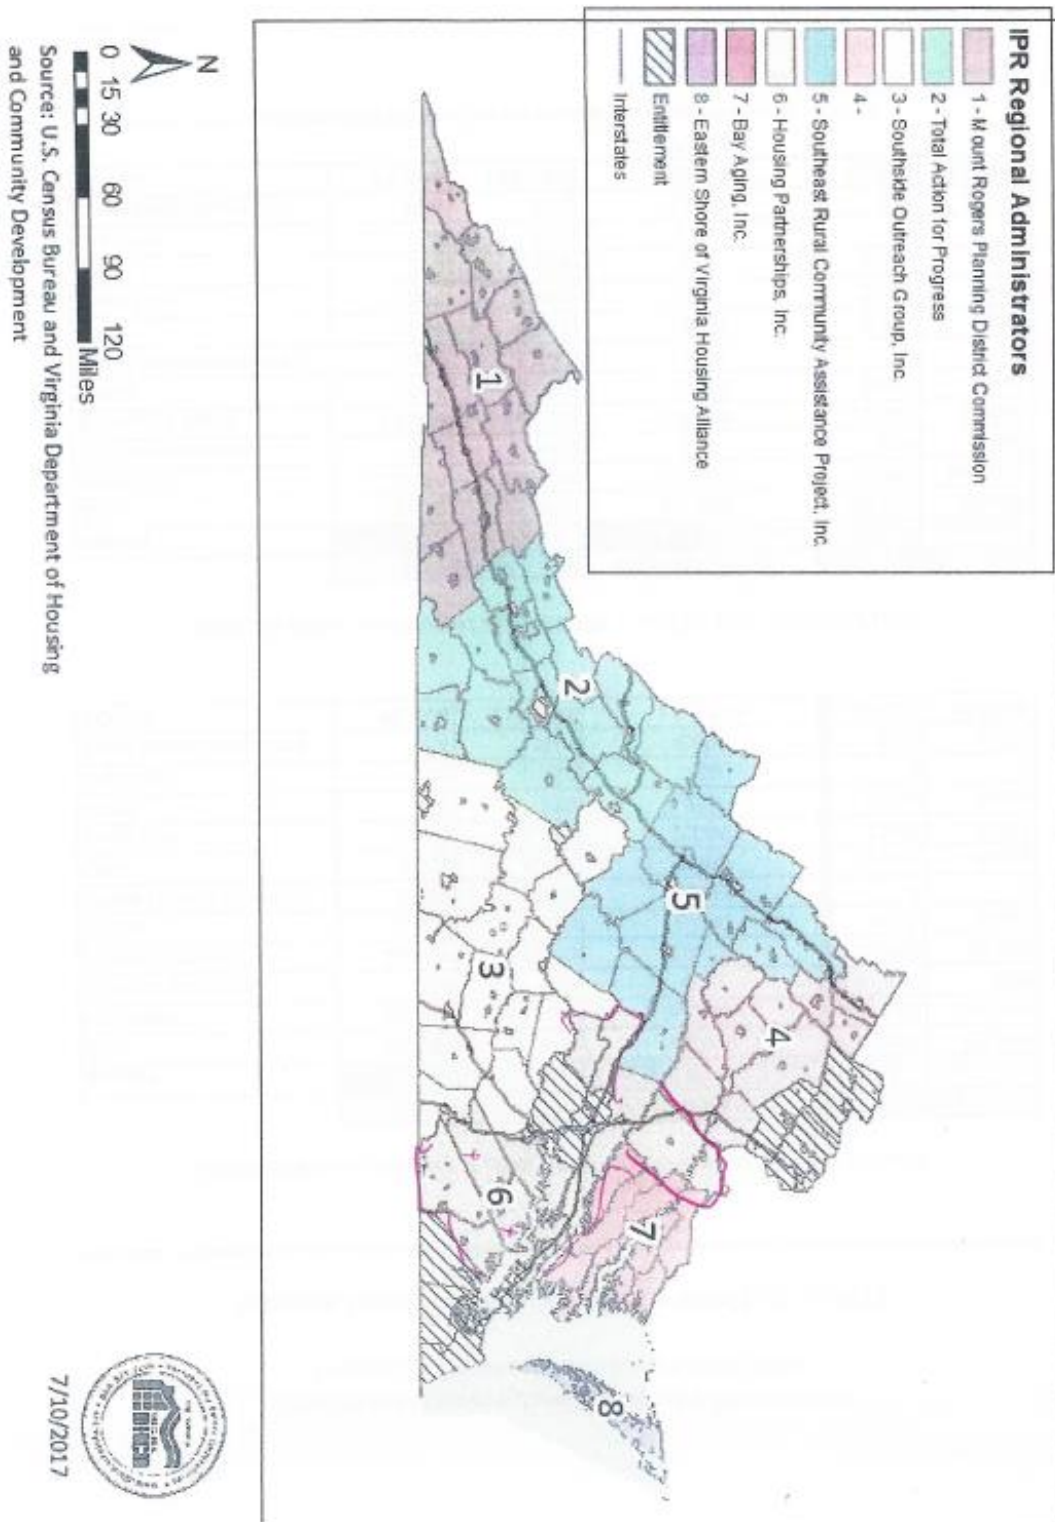 IPR Regional Administrators
1 - Mount Rogers Planning District Commission
2 - Total Action for Progress
3 - Southside Outreach Group, Inc.
4 -
5 - Southeast Rural Community Assistance Project, Inc.
6 - Housing Partnerships, Inc.
7 - Bay Aging, Inc.
8 - Eastern Shore of Virginia Housing Alliance
Entitlement
Interstates
1
2
3
4
5
6
7
8
N
0 15 30 60 90 120
Miles
Source: U.S. Census Bureau and Virginia Department of Housing
and Community Development
DHCD
7/10/2017